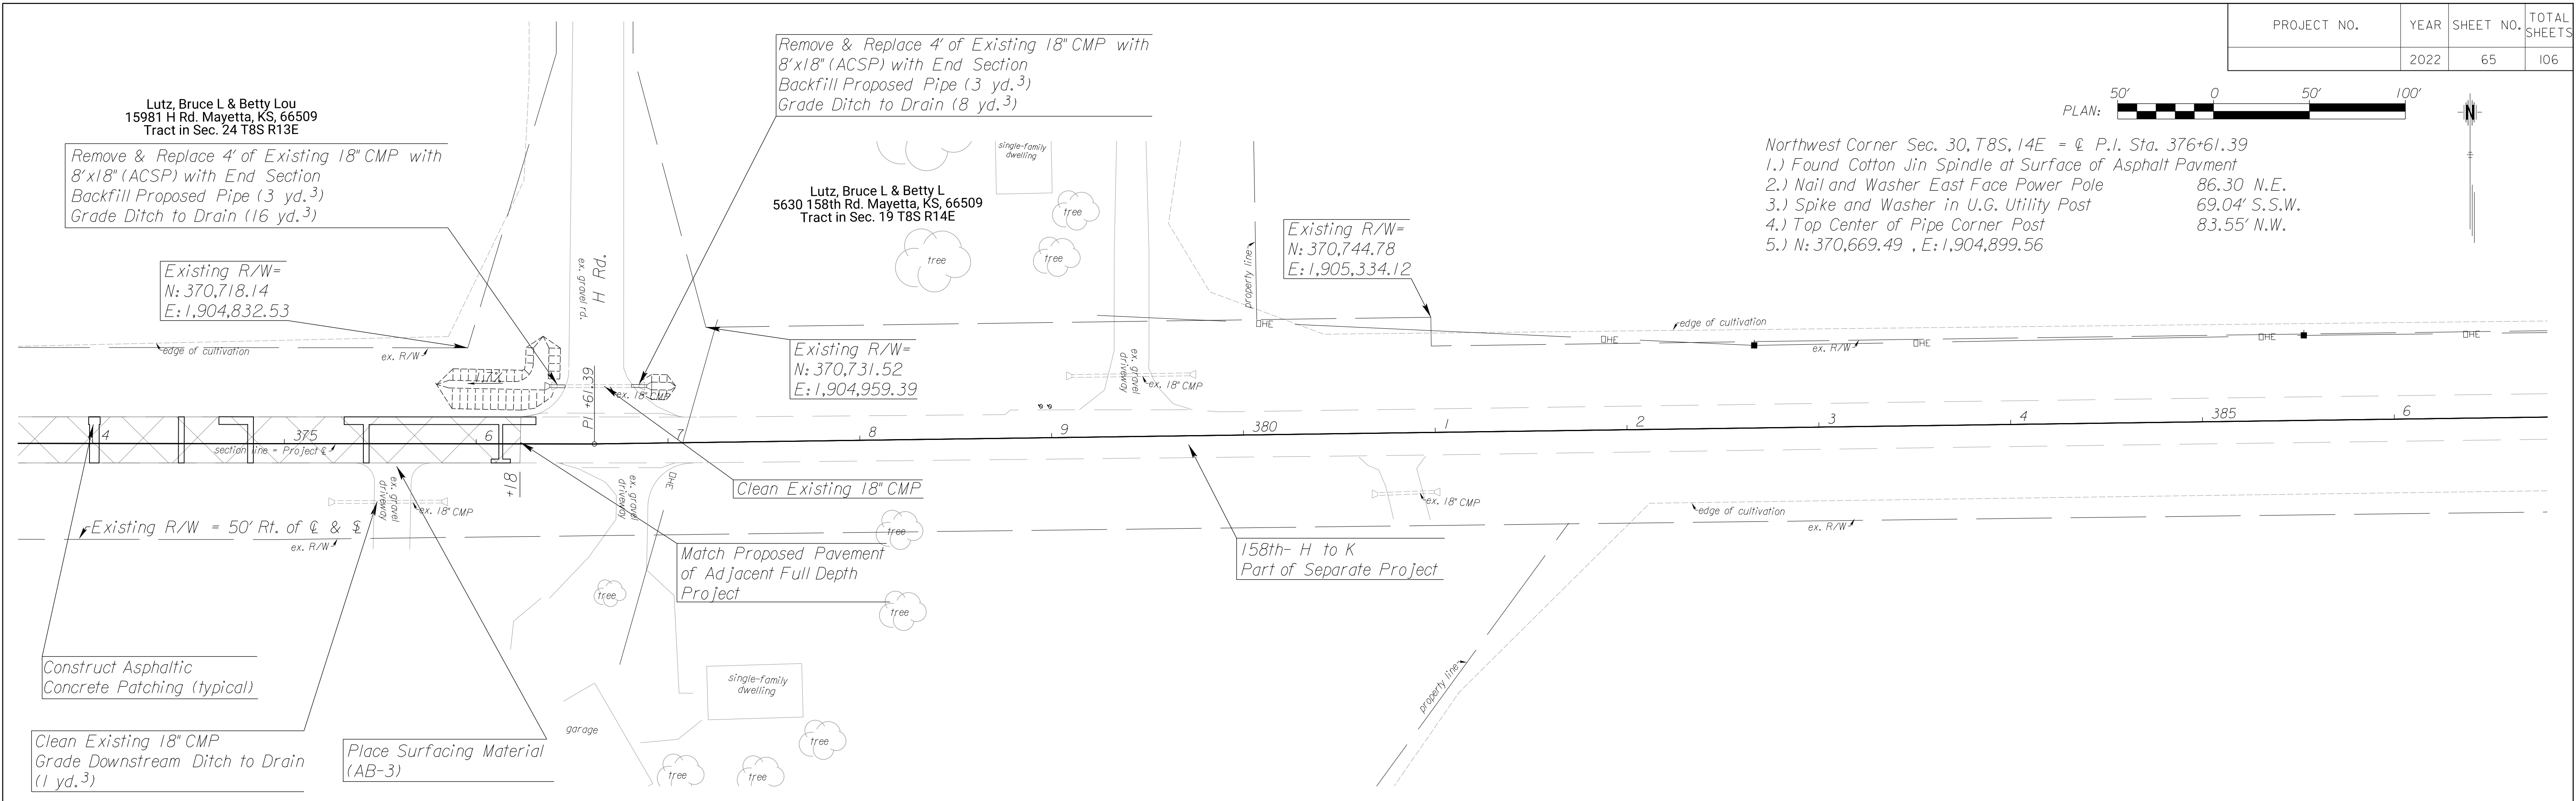 PROJECT NO.
YEAR
SHEET NO.
TOTAL
SHEETS
2022
65
106
PLAN:
50'
0
50'
100'
N
Northwest Corner Sec. 30, T8S, 14E = ℄ P.I. Sta. 376+61.39
1.) Found Cotton Jin Spindle at Surface of Asphalt Pavment
2.) Nail and Washer East Face Power Pole 86.30 N.E.
3.) Spike and Washer in U.G. Utility Post 69.04' S.S.W.
4.) Top Center of Pipe Corner Post 83.55' N.W.
5.) N: 370,669.49 , E: 1,904,899.56
Remove & Replace 4' of Existing 18" CMP with
8'x18" (ACSP) with End Section
Backfill Proposed Pipe (3 yd.³)
Grade Ditch to Drain (8 yd.³)
Lutz, Bruce L & Betty Lou
15981 H Rd. Mayetta, KS, 66509
Tract in Sec. 24 T8S R13E
Remove & Replace 4' of Existing 18" CMP with
8'x18" (ACSP) with End Section
Backfill Proposed Pipe (3 yd.³)
Grade Ditch to Drain (16 yd.³)
single-family
dwelling
tree
Lutz, Bruce L & Betty L
5630 158th Rd. Mayetta, KS, 66509
Tract in Sec. 19 T8S R14E
tree
tree
H Rd.
ex. gravel rd.
property line
Existing R/W=
N: 370,744.78
E: 1,905,334.12
Existing R/W=
N: 370,718.14
E: 1,904,832.53
edge of cultivation
ex. R/W
Existing R/W=
N: 370,731.52
E: 1,904,959.39
OHE
OHE
edge of cultivation
ex. R/W
OHE
OHE
OHE
1.7%
ex. 18" CMP
PI +61.39
ex. gravel
driveway
ex. 18" CMP
4
375
6
7
8
9
380
1
2
3
4
385
6
section line = Project ℄
+81
ex. gravel
driveway
ex. 18" CMP
ex. gravel
driveway
OHE
Clean Existing 18" CMP
ex. 18" CMP
Existing R/W = 50' Rt. of ℄ & S̵
ex. R/W
tree
edge of cultivation
ex. R/W
Match Proposed Pavement
of Adjacent Full Depth
Project
158th- H to K
Part of Separate Project
tree
tree
Construct Asphaltic
Concrete Patching (typical)
single-family
dwelling
property line
garage
Clean Existing 18" CMP
Grade Downstream Ditch to Drain
(1 yd.³)
Place Surfacing Material
(AB-3)
tree
tree
tree